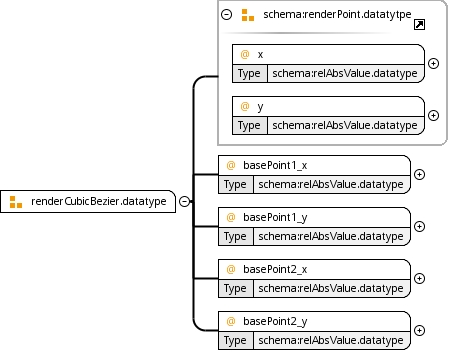 schema:renderPoint.datatytpe
@ x
Type schema:relAbsValue.datatype
@ y
Type schema:relAbsValue.datatype
@ basePoint1_x
Type schema:relAbsValue.datatype
renderCubicBezier.datatype
@ basePoint1_y
Type schema:relAbsValue.datatype
@ basePoint2_x
Type schema:relAbsValue.datatype
@ basePoint2_y
Type schema:relAbsValue.datatype